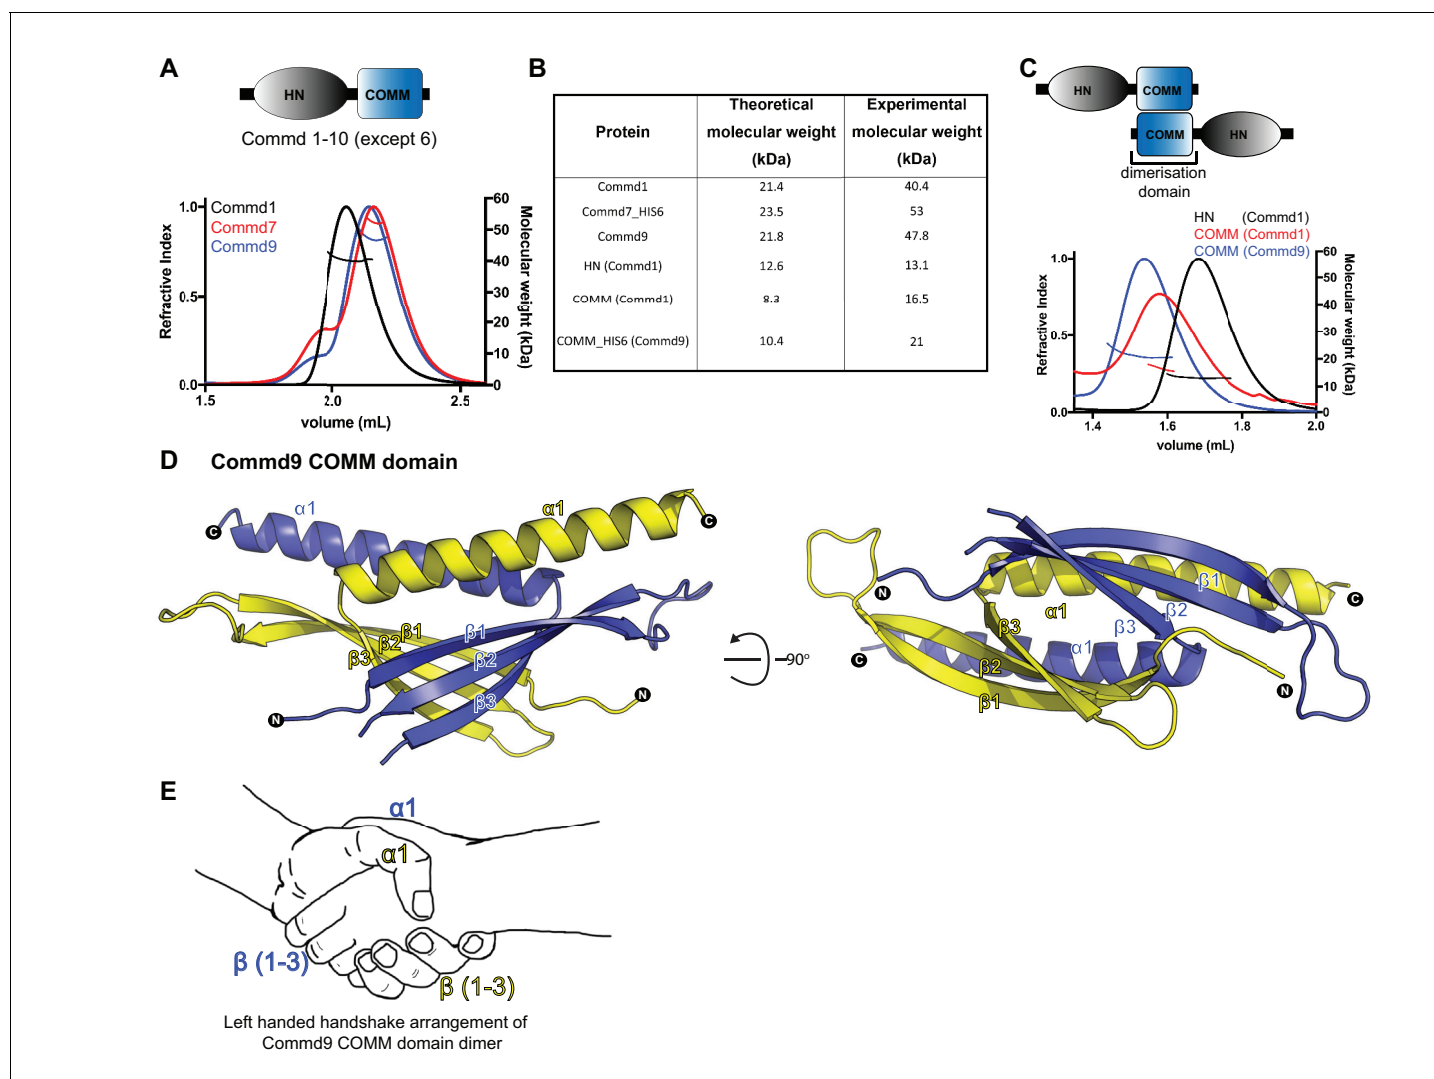 A
HN
COMM
Commd 1-10 (except 6)
Commd1
Commd7
Commd9
Refractive Index
1.0
0.5
0.0
60
50
40
30
20
10
0
Molecular weight (kDa)
1.5
2.0
2.5
volume (mL)
B
Protein
Theoretical molecular weight (kDa)
Experimental molecular weight (kDa)
Commd1 21.4 40.4
Commd7_HIS6 23.5 53
Commd9 21.8 47.8
HN (Commd1) 12.6 13.1
COMM (Commd1) 8.3 16.5
COMM_HIS6 (Commd9) 10.4 21
C
HN
COMM
COMM
HN
dimerisation
domain
HN (Commd1)
COMM (Commd1)
COMM (Commd9)
Refractive Index
1.0
0.5
0.0
60
50
40
30
20
10
0
Molecular weight (kDa)
1.4
1.6
1.8
2.0
volume (mL)
D Commd9 COMM domain
α1
α1
C
C
β1
β2
β3
β1
β2
β3
N
N
90°
N
C
α1
β3
β2
β1
α1
β3
β2
β1
C
N
E
α1
α1
β (1-3)
β (1-3)
Left handed handshake arrangement of
Commd9 COMM domain dimer